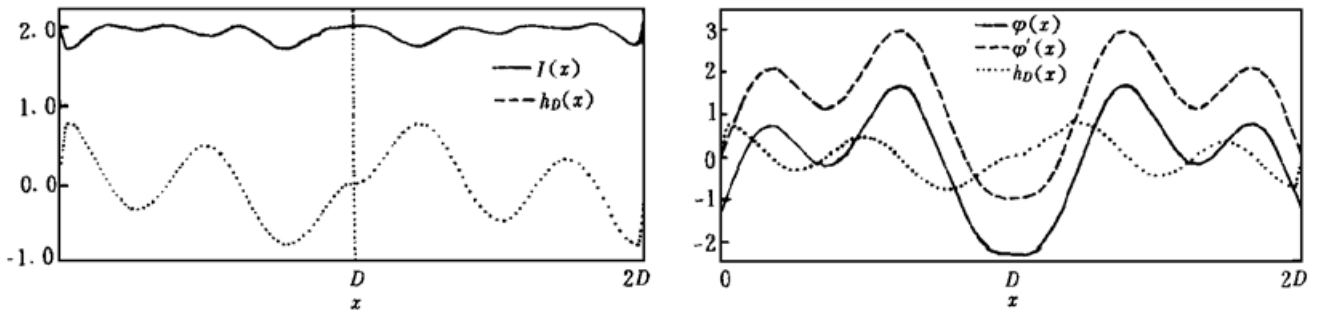 2.0
1.0
0.0
-1.0
I(x)
h_D(x)
D
2D
x
3
2
1
0
-1
-2
φ(x)
φ'(x)
h_D(x)
0
D
2D
x